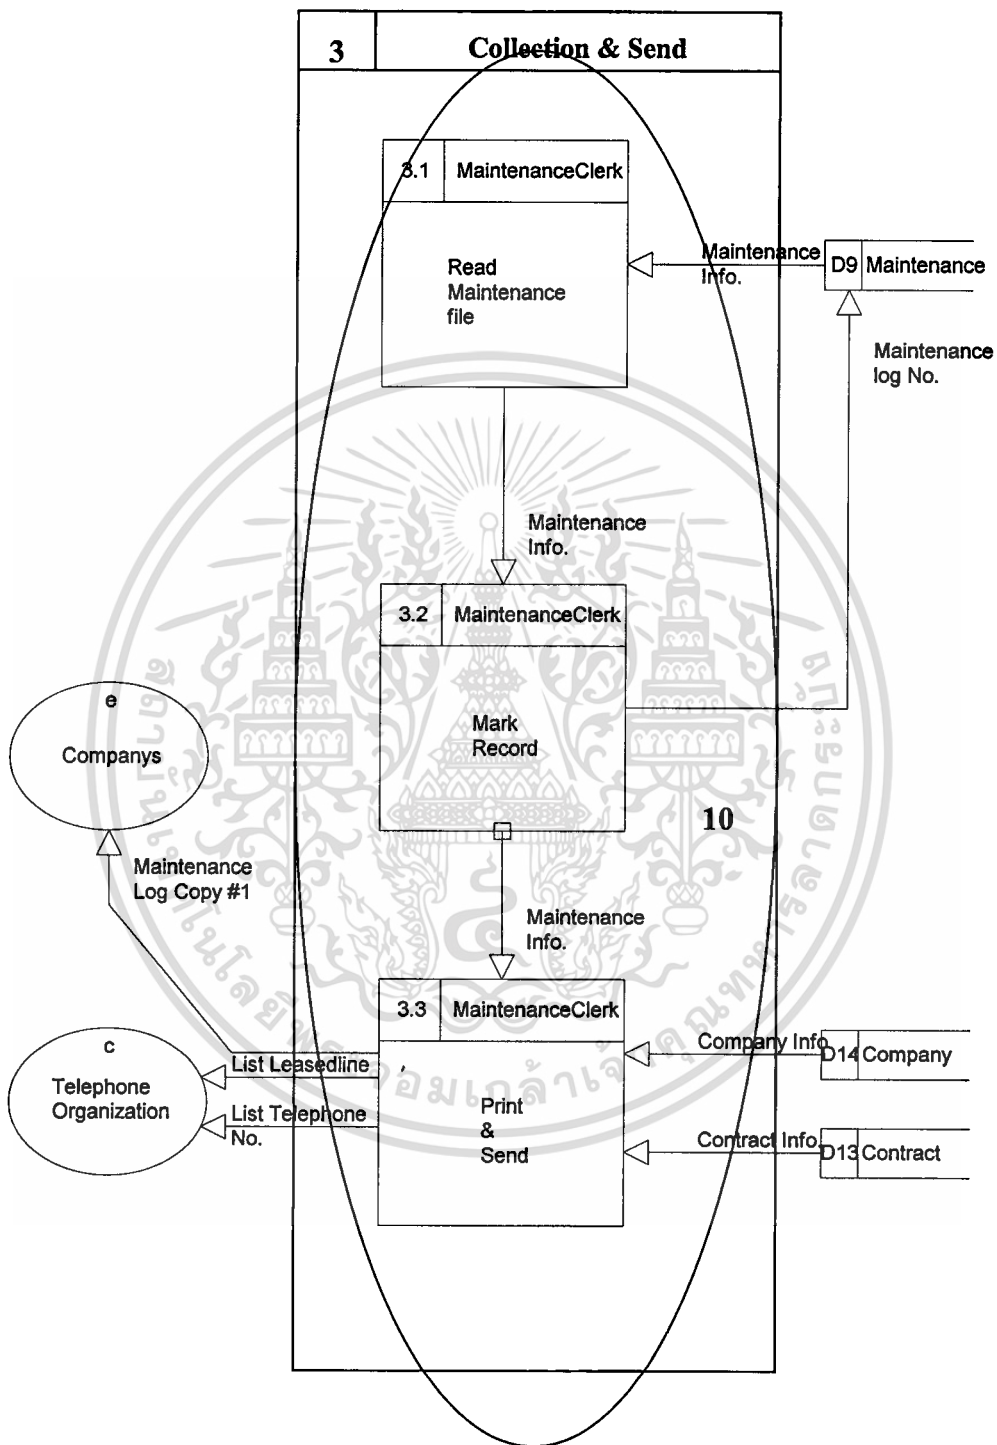 3 Collection & Send
3.1 MaintenanceClerk
Read
Maintenance
file
Maintenance
Info.
D9 Maintenance
Maintenance
log No.
Maintenance
Info.
3.2 MaintenanceClerk
Mark
Record
e
Companys
10
Maintenance
Log Copy #1
Maintenance
Info.
3.3 MaintenanceClerk
Print
&
Send
c
Telephone
Organization
List Leasedline
List Telephone
No.
Company Info
D14 Company
Contract Info.
D13 Contract